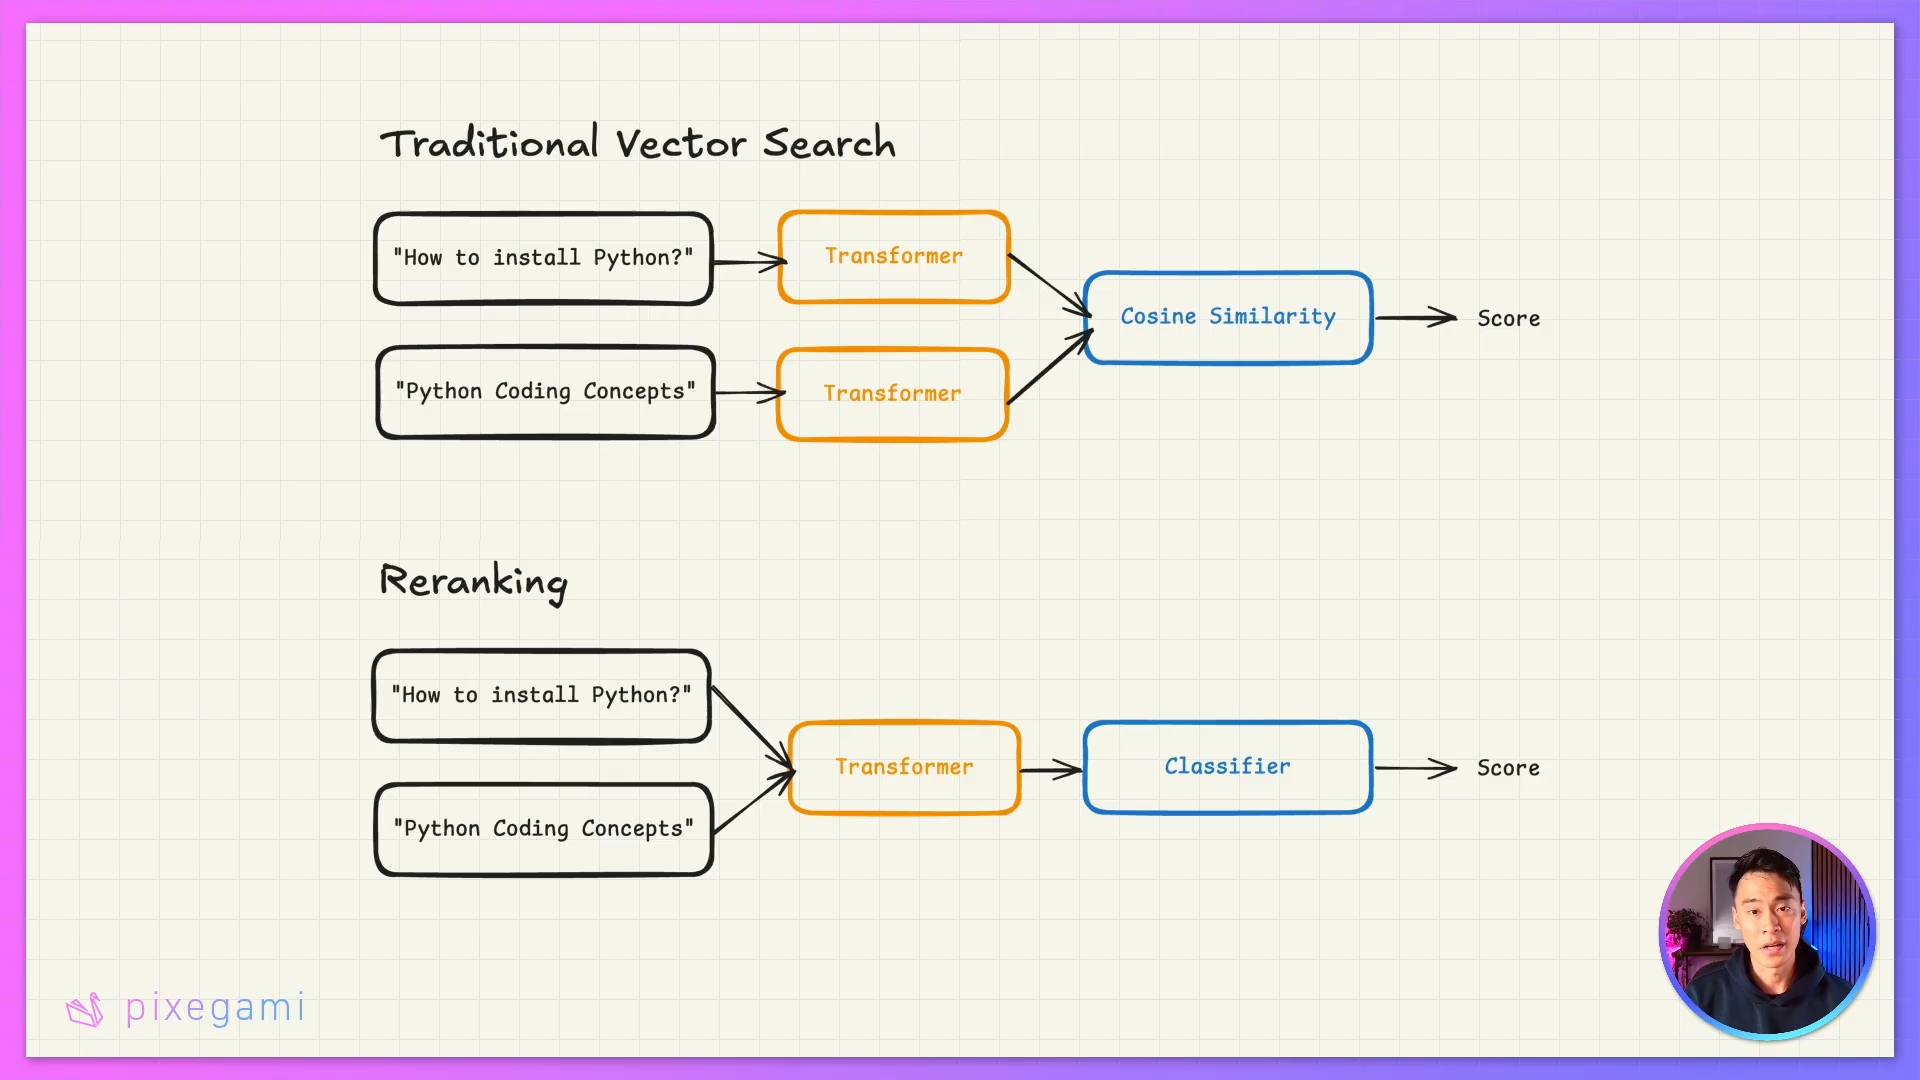 Traditional Vector Search
"How to install Python?"
Transformer
Cosine Similarity
Score
"Python Coding Concepts"
Transformer
Reranking
"How to install Python?"
Transformer
Classifier
Score
"Python Coding Concepts"
pixegami